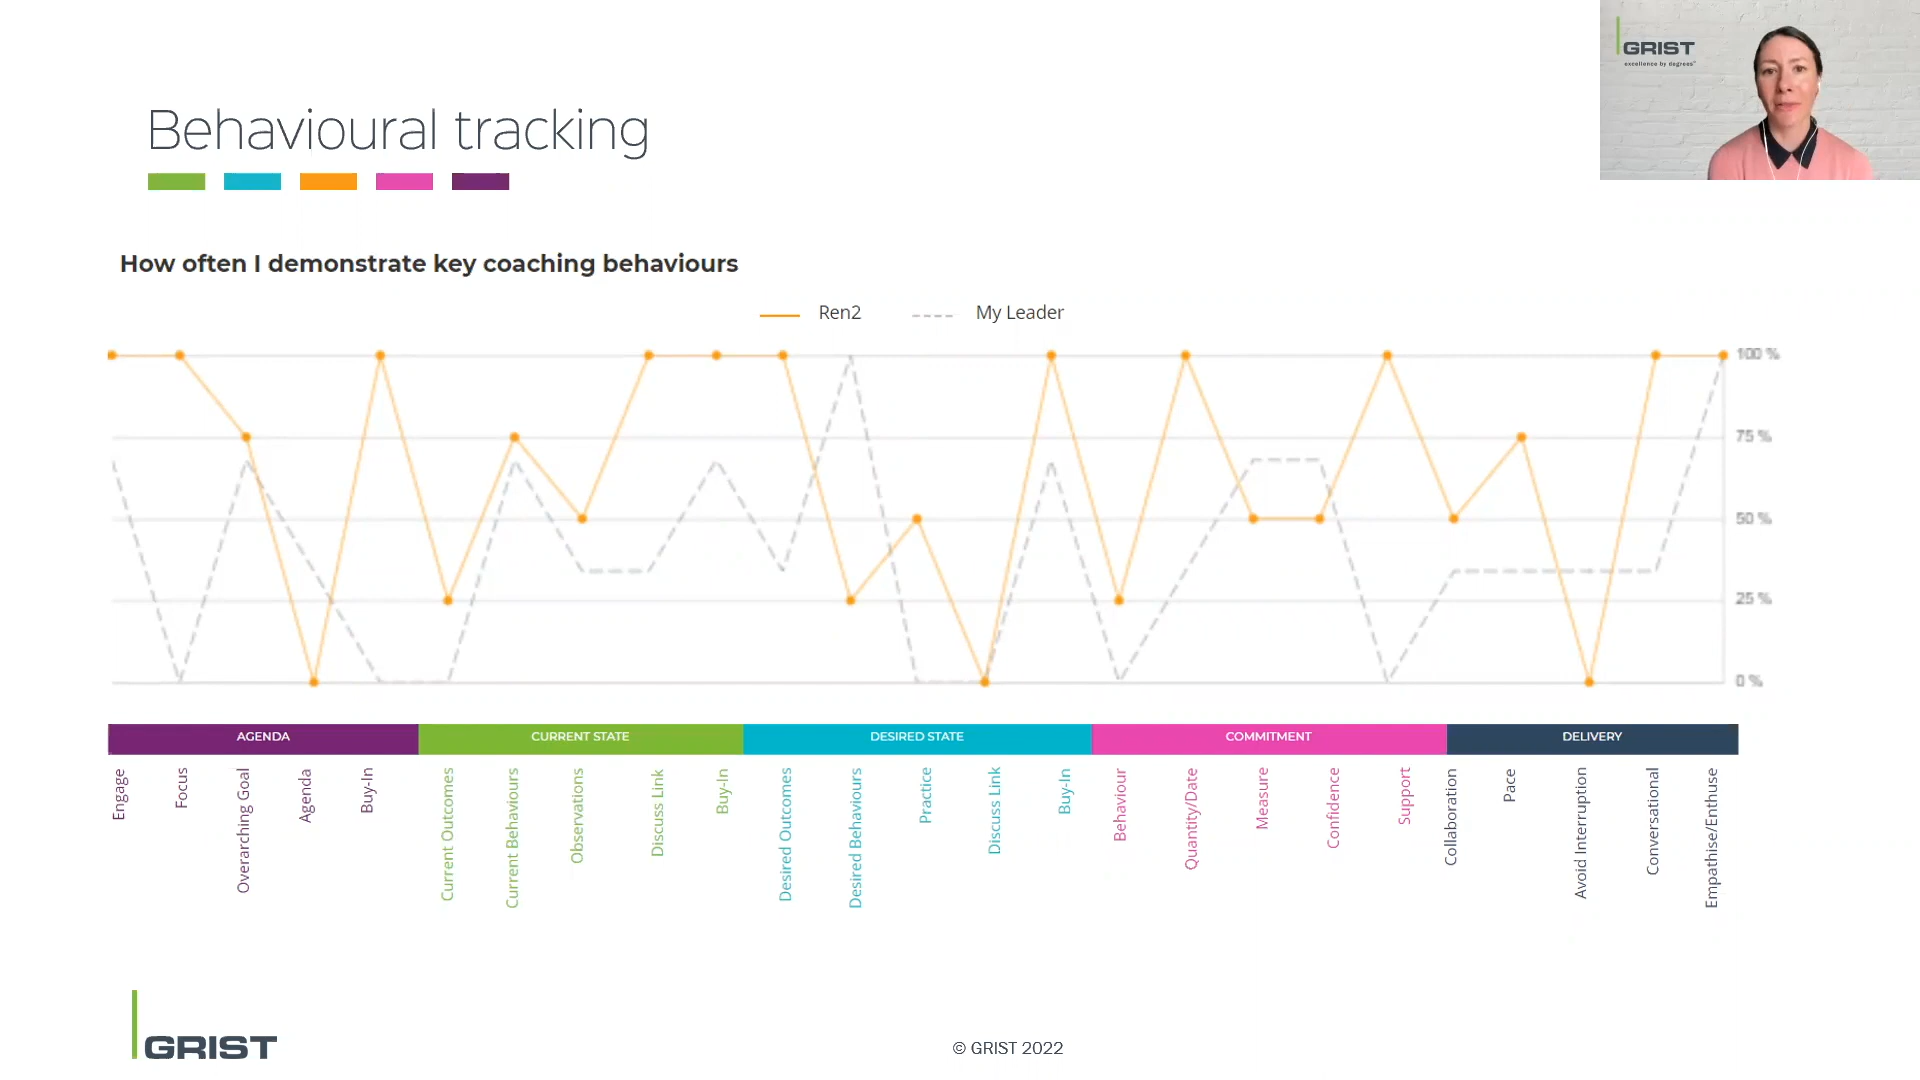 GRIST
excellence by degrees
Behavioural tracking
How often I demonstrate key coaching behaviours
Ren2
My Leader
100 %
75 %
50 %
25 %
0 %
AGENDA
CURRENT STATE
DESIRED STATE
COMMITMENT
DELIVERY
Engage
Focus
Overarching Goal
Agenda
Buy-In
Current Outcomes
Current Behaviours
Observations
Discuss Link
Buy-In
Desired Outcomes
Desired Behaviours
Practice
Discuss Link
Buy-In
Behaviour
Quantity/Date
Measure
Confidence
Support
Collaboration
Pace
Avoid Interruption
Conversational
Empathise/Enthuse
GRIST
© GRIST 2022